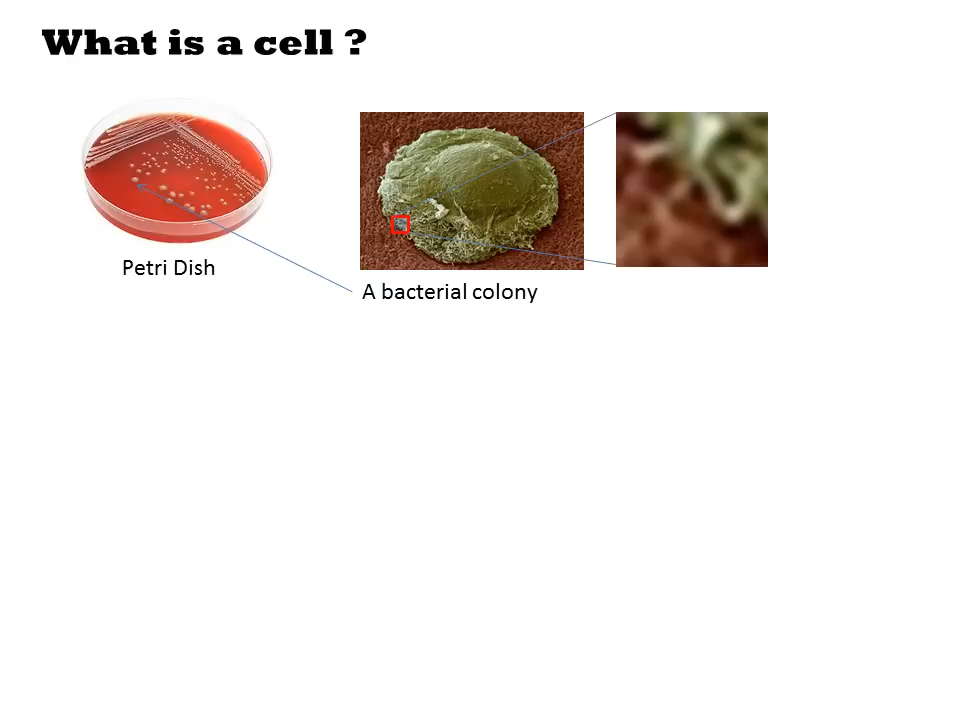 What is a cell ?
Petri Dish
A bacterial colony